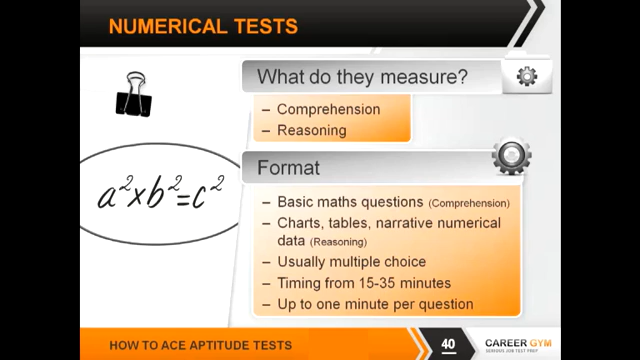 NUMERICAL TESTS
What do they measure?
– Comprehension
– Reasoning
a²xb²=c²
Format
– Basic maths questions (Comprehension)
– Charts, tables, narrative numerical
data (Reasoning)
– Usually multiple choice
– Timing from 15-35 minutes
– Up to one minute per question
HOW TO ACE APTITUDE TESTS
40
CAREER GYM
SERIOUS JOB TEST PREP